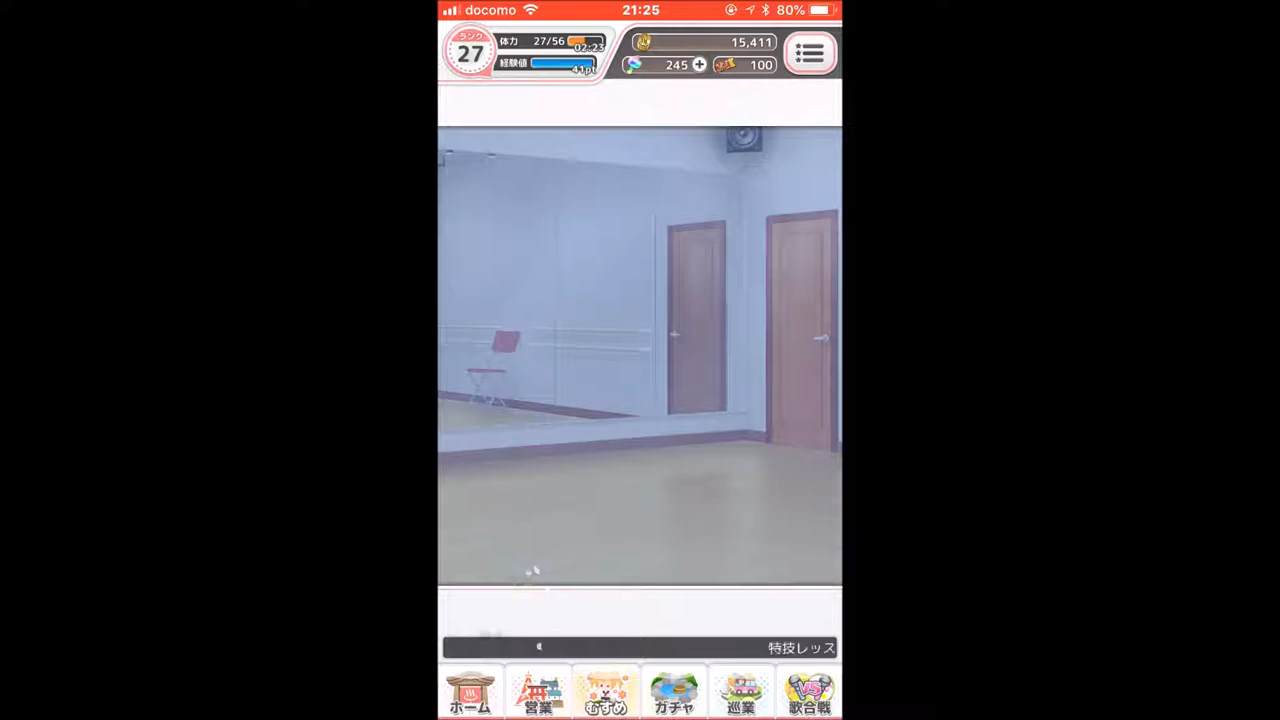 docomo 21:25 80%
ランク 27
体力 27/56 02:23
経験値 41pt
15,411
245 100
特技レッス
ホーム 営業 むすめ ガチャ 巡業 VS 歌合戦